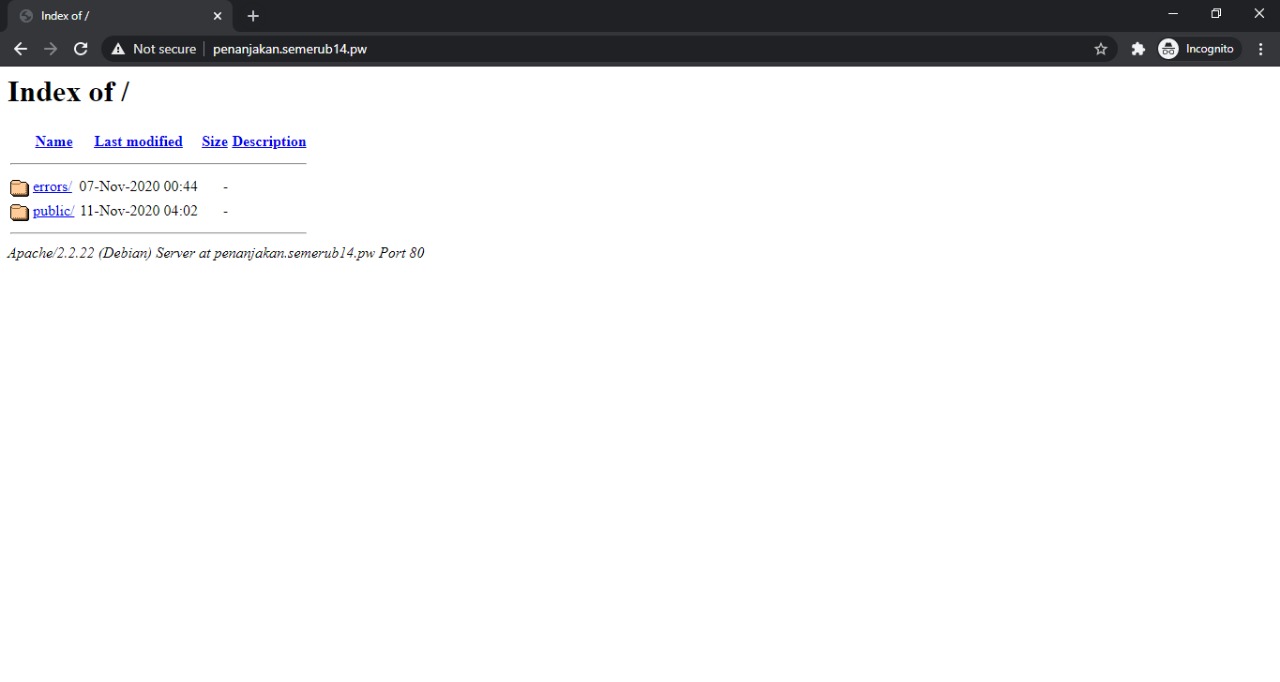 Index of /
Not secure penanjakan.semerub14.pw Incognito
Index of /
Name Last modified Size Description
errors/ 07-Nov-2020 00:44 -
public/ 11-Nov-2020 04:02 -
Apache/2.2.22 (Debian) Server at penanjakan.semerub14.pw Port 80